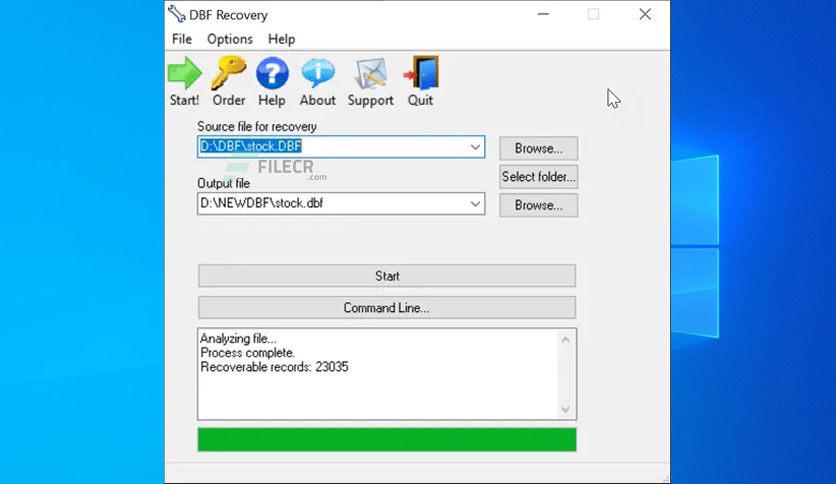 DBF Recovery
File Options Help
Start! Order Help About Support Quit
Source file for recovery
D:\DBF\stock.DBF
Browse...
FILECR
.com
Select folder...
Output file
D:\NEWDBF\stock.dbf
Browse...
Start
Command Line...
Analyzing file...
Process complete.
Recoverable records: 23035